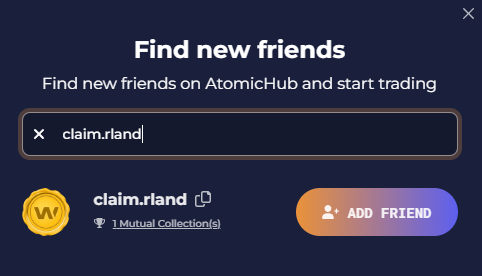 Find new friends
Find new friends on AtomicHub and start trading
claim.rland
claim.rland
1 Mutual Collection(s)
ADD FRIEND
W